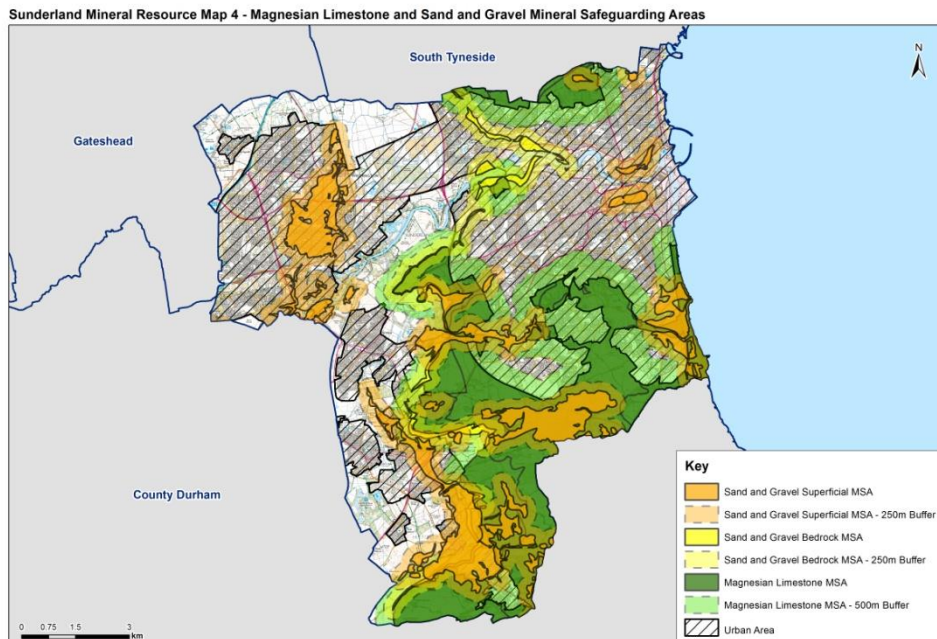 Sunderland Mineral Resource Map 4 - Magnesian Limestone and Sand and Gravel Mineral Safeguarding Areas
South Tyneside
N
Gateshead
County Durham
Key
Sand and Gravel Superficial MSA
Sand and Gravel Superficial MSA - 250m Buffer
Sand and Gravel Bedrock MSA
Sand and Gravel Bedrock MSA - 250m Buffer
Magnesian Limestone MSA
Magnesian Limestone MSA - 500m Buffer
Urban Area
0 0.75 1.5 3
km